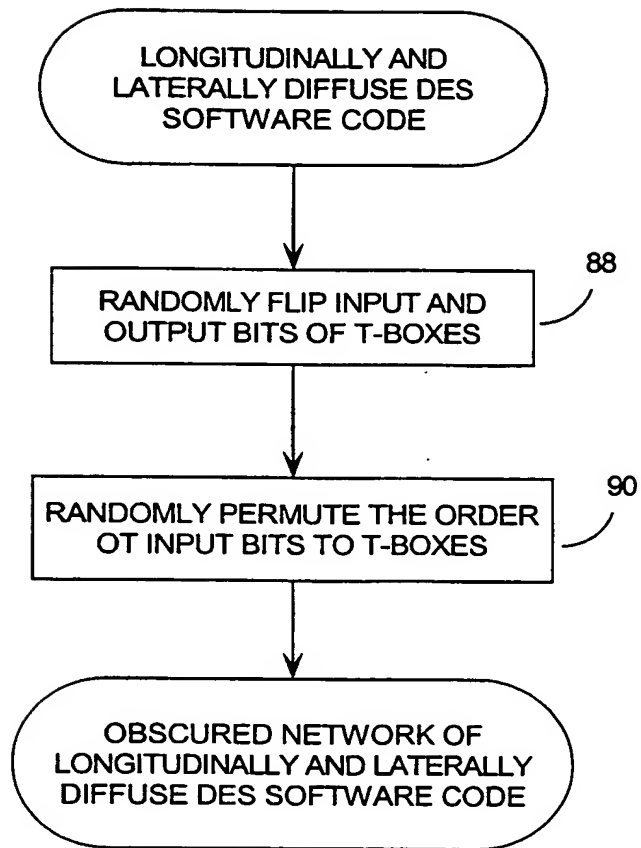 LONGITUDINALLY AND
LATERALLY DIFFUSE DES
SOFTWARE CODE
88
RANDOMLY FLIP INPUT AND
OUTPUT BITS OF T-BOXES
90
RANDOMLY PERMUTE THE ORDER
OT INPUT BITS TO T-BOXES
OBSCURED NETWORK OF
LONGITUDINALLY AND LATERALLY
DIFFUSE DES SOFTWARE CODE